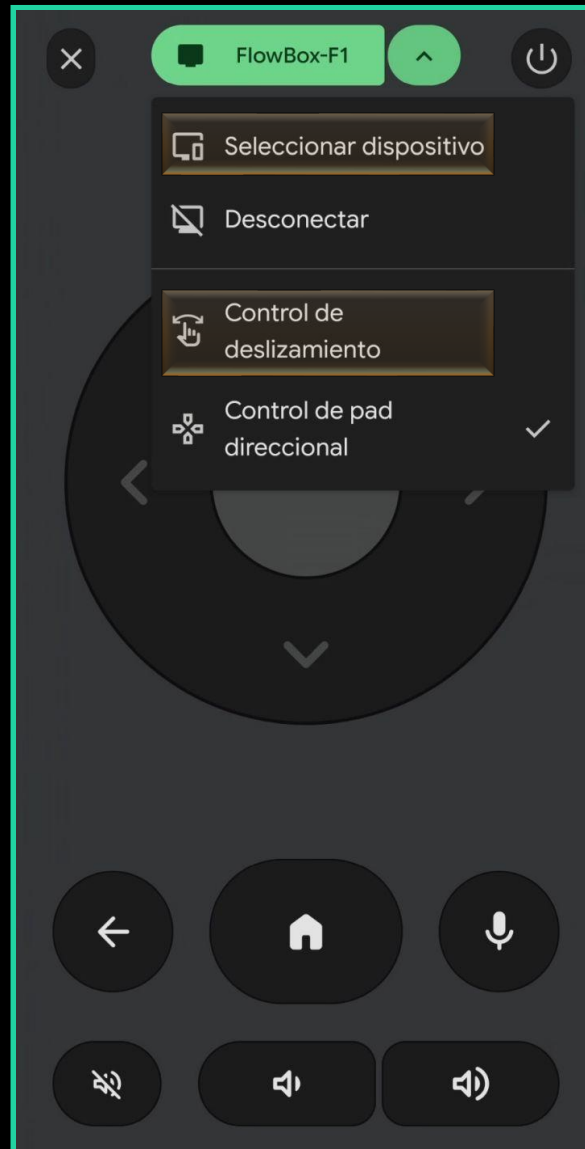 FlowBox-F1
Seleccionar dispositivo
Desconectar
Control de
deslizamiento
Control de pad
direccional